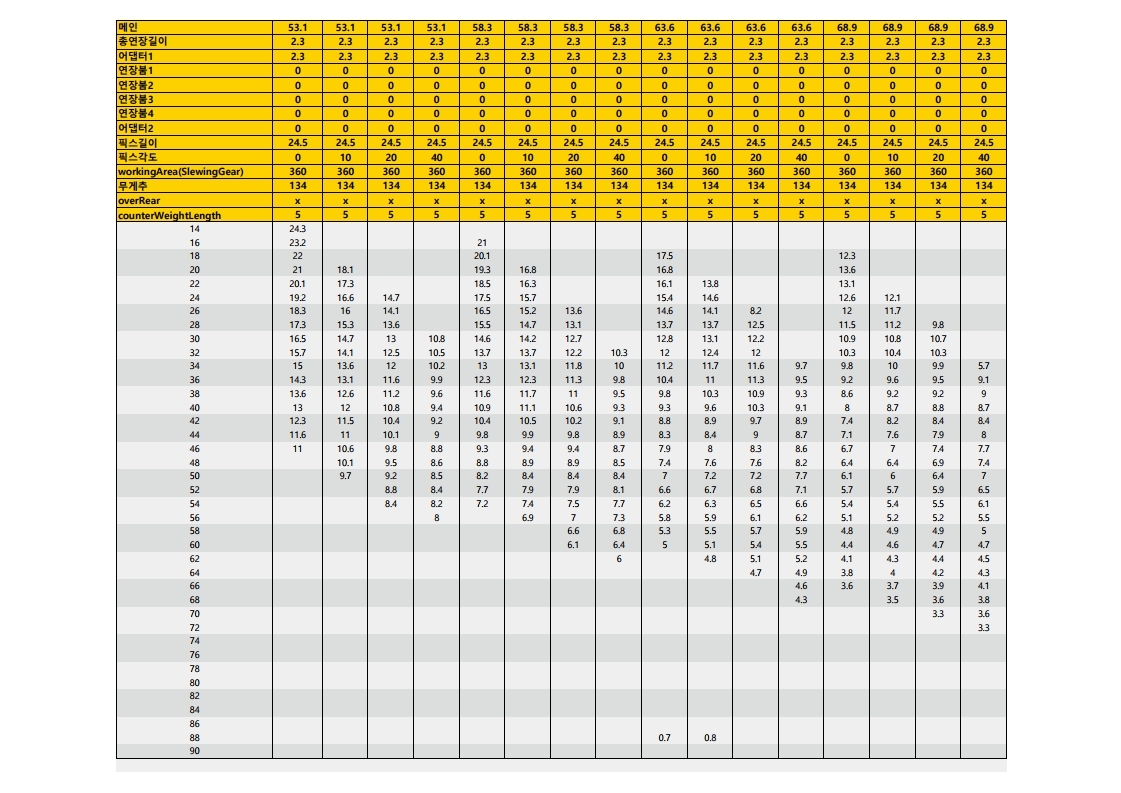 메인 53.1 53.1 53.1 53.1 58.3 58.3 58.3 58.3 63.6 63.6 63.6 63.6 68.9 68.9 68.9 68.9
총연장길이 2.3 2.3 2.3 2.3 2.3 2.3 2.3 2.3 2.3 2.3 2.3 2.3 2.3 2.3 2.3 2.3
어댑터1 2.3 2.3 2.3 2.3 2.3 2.3 2.3 2.3 2.3 2.3 2.3 2.3 2.3 2.3 2.3 2.3
연장붐1 0 0 0 0 0 0 0 0 0 0 0 0 0 0 0 0
연장붐2 0 0 0 0 0 0 0 0 0 0 0 0 0 0 0 0
연장붐3 0 0 0 0 0 0 0 0 0 0 0 0 0 0 0 0
연장붐4 0 0 0 0 0 0 0 0 0 0 0 0 0 0 0 0
어댑터2 0 0 0 0 0 0 0 0 0 0 0 0 0 0 0 0
픽스길이 24.5 24.5 24.5 24.5 24.5 24.5 24.5 24.5 24.5 24.5 24.5 24.5 24.5 24.5 24.5 24.5
픽스각도 0 10 20 40 0 10 20 40 0 10 20 40 0 10 20 40
workingArea(SlewingGear) 360 360 360 360 360 360 360 360 360 360 360 360 360 360 360 360
무게추 134 134 134 134 134 134 134 134 134 134 134 134 134 134 134 134
overRear x x x x x x x x x x x x x x x x
counterWeightLength 5 5 5 5 5 5 5 5 5 5 5 5 5 5 5 5
14 24.3
16 23.2 21
18 22 20.1 17.5 12.3
20 21 18.1 19.3 16.8 16.8 13.6
22 20.1 17.3 18.5 16.3 16.1 13.8 13.1
24 19.2 16.6 14.7 17.5 15.7 15.4 14.6 12.6 12.1
26 18.3 16 14.1 16.5 15.2 13.6 14.6 14.1 8.2 12 11.7
28 17.3 15.3 13.6 15.5 14.7 13.1 13.7 13.7 12.5 11.5 11.2 9.8
30 16.5 14.7 13 10.8 14.6 14.2 12.7 12.8 13.1 12.2 10.9 10.8 10.7
32 15.7 14.1 12.5 10.5 13.7 13.7 12.2 10.3 12 12.4 12 10.3 10.4 10.3
34 15 13.6 12 10.2 13 13.1 11.8 10 11.2 11.7 11.6 9.7 9.8 10 9.9 5.7
36 14.3 13.1 11.6 9.9 12.3 12.3 11.3 9.8 10.4 11 11.3 9.5 9.2 9.6 9.5 9.1
38 13.6 12.6 11.2 9.6 11.6 11.7 11 9.5 9.8 10.3 10.9 9.3 8.6 9.2 9.2 9
40 13 12 10.8 9.4 10.9 11.1 10.6 9.3 9.3 9.6 10.3 9.1 8 8.7 8.8 8.7
42 12.3 11.5 10.4 9.2 10.4 10.5 10.2 9.1 8.8 8.9 9.7 8.9 7.4 8.2 8.4 8.4
44 11.6 11 10.1 9 9.8 9.9 9.8 8.9 8.3 8.4 9 8.7 7.1 7.6 7.9 8
46 11 10.6 9.8 8.8 9.3 9.4 9.4 8.7 7.9 8 8.3 8.6 6.7 7 7.4 7.7
48 10.1 9.5 8.6 8.8 8.9 8.9 8.5 7.4 7.6 7.6 8.2 6.4 6.4 6.9 7.4
50 9.7 9.2 8.5 8.2 8.4 8.4 8.4 7 7.2 7.2 7.7 6.1 6 6.4 7
52 8.8 8.4 7.7 7.9 7.9 8.1 6.6 6.7 6.8 7.1 5.7 5.7 5.9 6.5
54 8.4 8.2 7.2 7.4 7.5 7.7 6.2 6.3 6.5 6.6 5.4 5.4 5.5 6.1
56 8 6.9 7 7.3 5.8 5.9 6.1 6.2 5.1 5.2 5.2 5.5
58 6.6 6.8 5.3 5.5 5.7 5.9 4.8 4.9 4.9 5
60 6.1 6.4 5 5.1 5.4 5.5 4.4 4.6 4.7 4.7
62 6 4.8 5.1 5.2 4.1 4.3 4.4 4.5
64 4.7 4.9 3.8 4 4.2 4.3
66 4.6 3.6 3.7 3.9 4.1
68 4.3 3.5 3.6 3.8
70 3.3 3.6
72 3.3
74
76
78
80
82
84
86
88 0.7 0.8
90